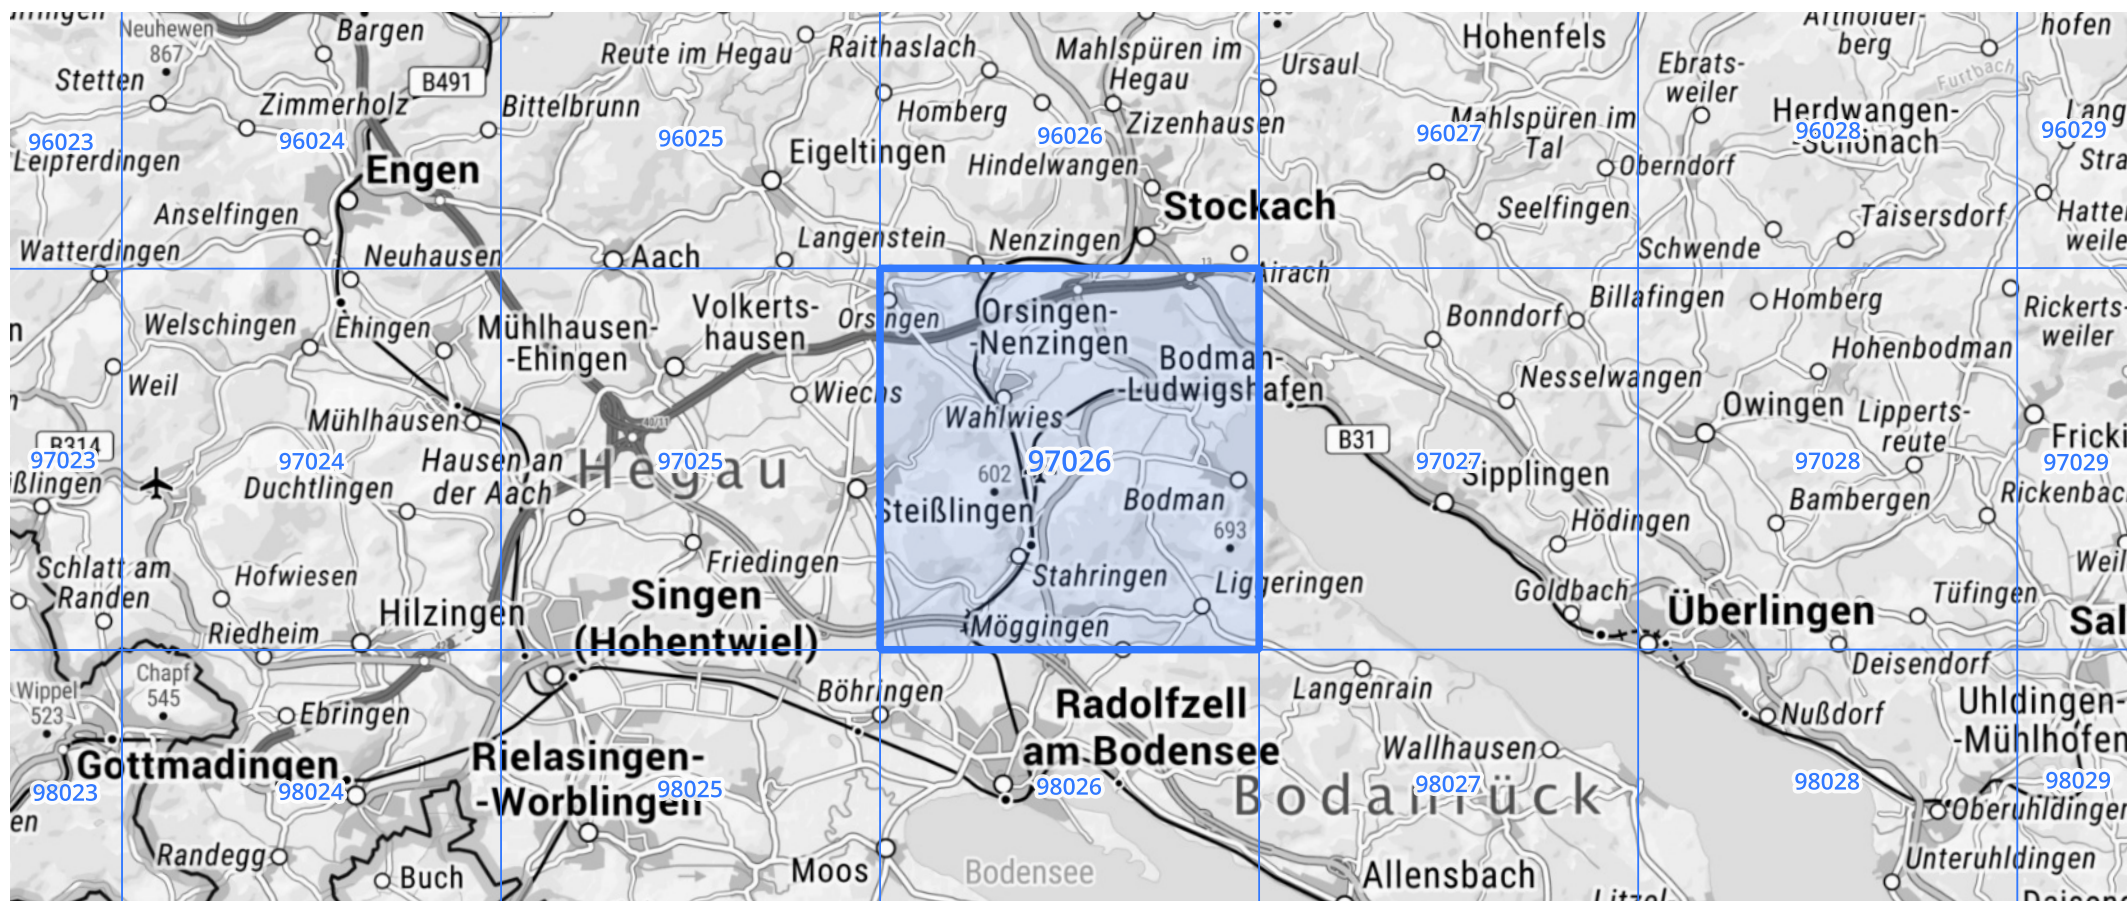 Neuhewen
867
Bargen
Stetten
B491
Zimmerholz
Bittelbrunn
Reute im Hegau
Raithaslach
Mahlspüren im
Hegau
Homberg
Zizenhausen
Ursaul
Hohenfels
Ebrats-
weiler
berg
hofen
Furtbach
Herdwangen-
-Schönach
Mahlspüren im
Tal
96023
96024
96025
96026
96027
96028
96029
Leipferdingen
Engen
Eigeltingen
Hindelwangen
Oberndorf
Anselfingen
Stockach
Seelfingen
Taisersdorf
Watterdingen
Neuhausen
Aach
Langenstein
Nenzingen
Airach
13
Schwende
Welschingen
Ehingen
Mühlhausen-
-Ehingen
Volkerts-
hausen
Orsingen
Orsingen-
-Nenzingen
Bodman-
-Ludwigshafen
Bonndorf
Billafingen
Homberg
Rickerts-
weiler
Hohenbodman
Weil
Wiechs
Wahlwies
Nesselwangen
Owingen
Lipperts-
reute
Mühlhausen
B314
B31
97023
97024
97025
97026
97027
97028
97029
Hausen an
der Aach
Hegau
602
Sipplingen
Duchtlingen
Steißlingen
Bodman
693
Bambergen
Hödingen
Schlatt am
Randen
Hofwiesen
Friedingen
Stahringen
Liggeringen
Goldbach
Tüfingen
Hilzingen
Singen
(Hohentwiel)
Möggingen
Überlingen
Riedheim
Deisendorf
Chapf
545
Wippel
523
Ebringen
Böhringen
Radolfzell
am Bodensee
Langenrain
Nußdorf
Uhldingen-
-Mühlhofen
Gottmadingen
Rielasingen-
-Worblingen
Wallhausen
98023
98024
98025
98026
98027
98028
98029
Bodanrück
Oberuhldingen
Randegg
Buch
Moos
Bodensee
Allensbach
Unteruhldingen